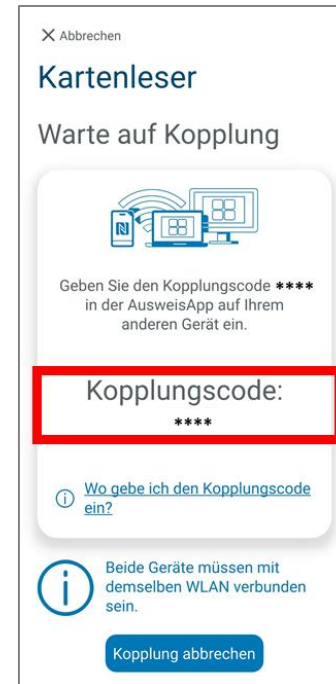 Abbrechen
Kartenleser
Warte auf Kopplung
Geben Sie den Kopplungscode ****
in der AusweisApp auf Ihrem
anderen Gerät ein.
Kopplungscode:
****
Wo gebe ich den Kopplungscode
ein?
Beide Geräte müssen mit
demselben WLAN verbunden
sein.
Kopplung abbrechen